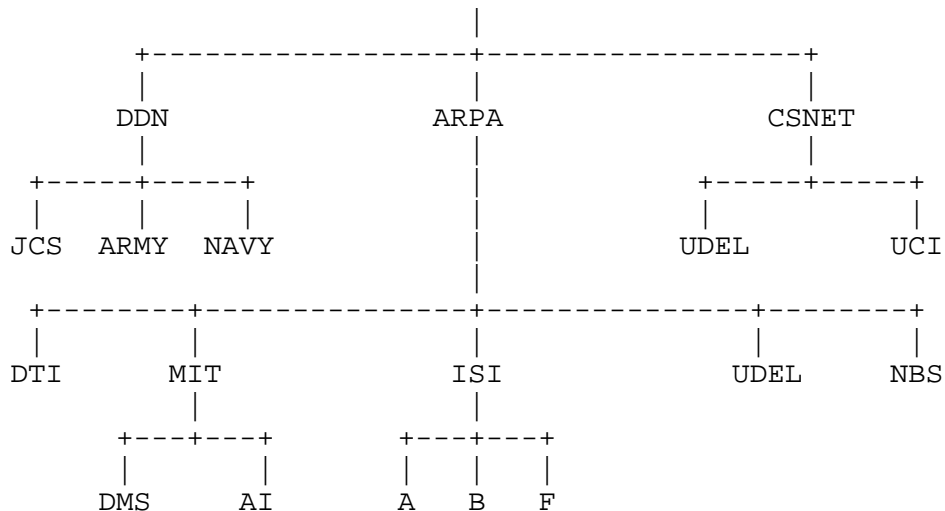 DDN ARPA CSNET
JCS ARMY NAVY UDEL UCI
DTI MIT ISI UDEL NBS
DMS AI A B F